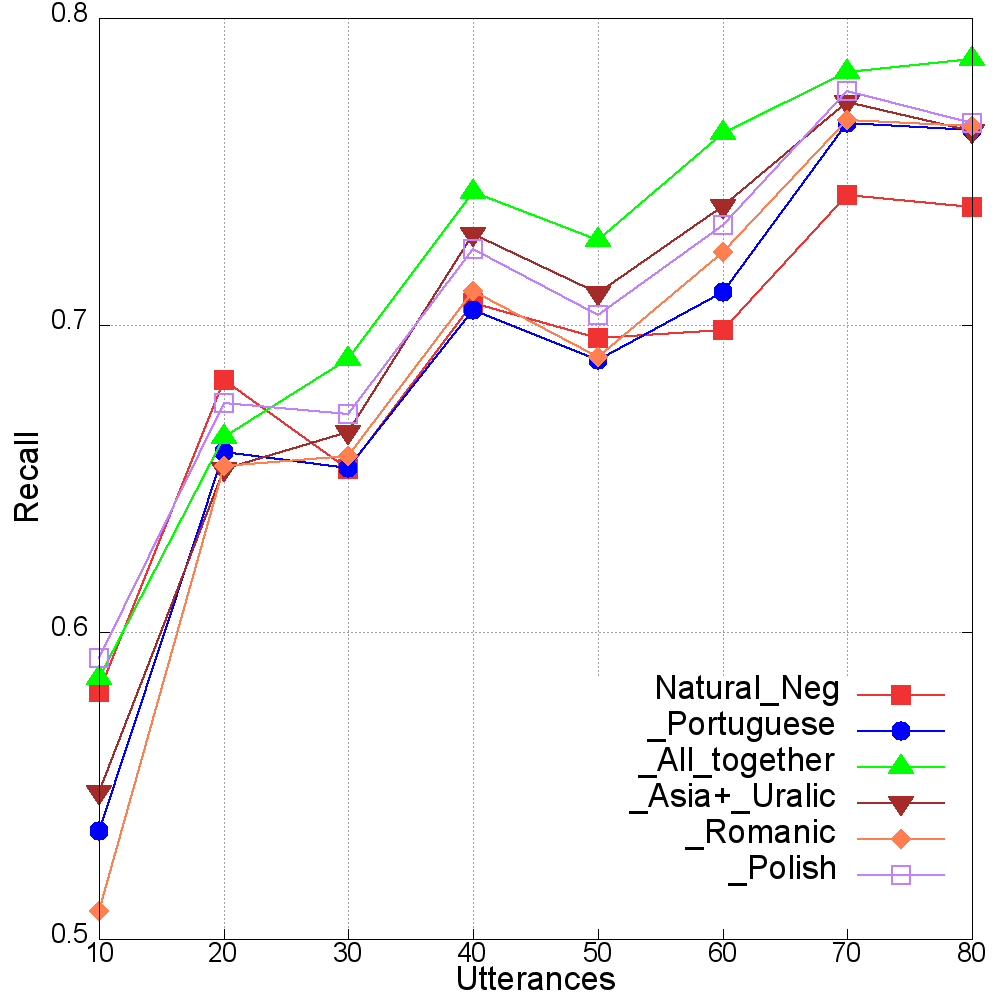 0.8
0.7
0.6
0.5
Recall
Natural_Neg
_Portuguese
_All_together
_Asia+_Uralic
_Romanic
_Polish
10 20 30 40 50 60 70 80
Utterances